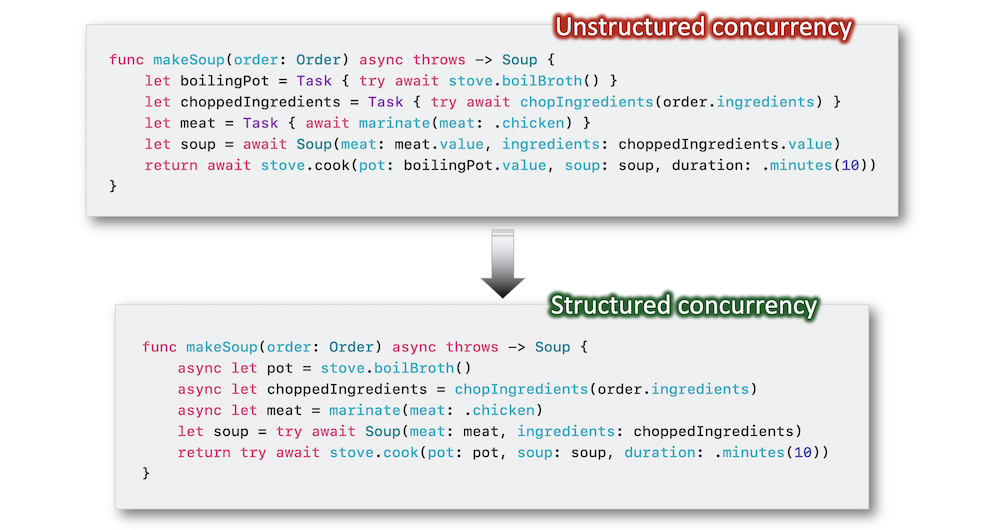 Unstructured concurrency
func makeSoup(order: Order) async throws -> Soup {
    let boilingPot = Task { try await stove.boilBroth() }
    let choppedIngredients = Task { try await chopIngredients(order.ingredients) }
    let meat = Task { await marinate(meat: .chicken) }
    let soup = await Soup(meat: meat.value, ingredients: choppedIngredients.value)
    return await stove.cook(pot: boilingPot.value, soup: soup, duration: .minutes(10))
}
Structured concurrency
func makeSoup(order: Order) async throws -> Soup {
    async let pot = stove.boilBroth()
    async let choppedIngredients = chopIngredients(order.ingredients)
    async let meat = marinate(meat: .chicken)
    let soup = try await Soup(meat: meat, ingredients: choppedIngredients)
    return try await stove.cook(pot: pot, soup: soup, duration: .minutes(10))
}